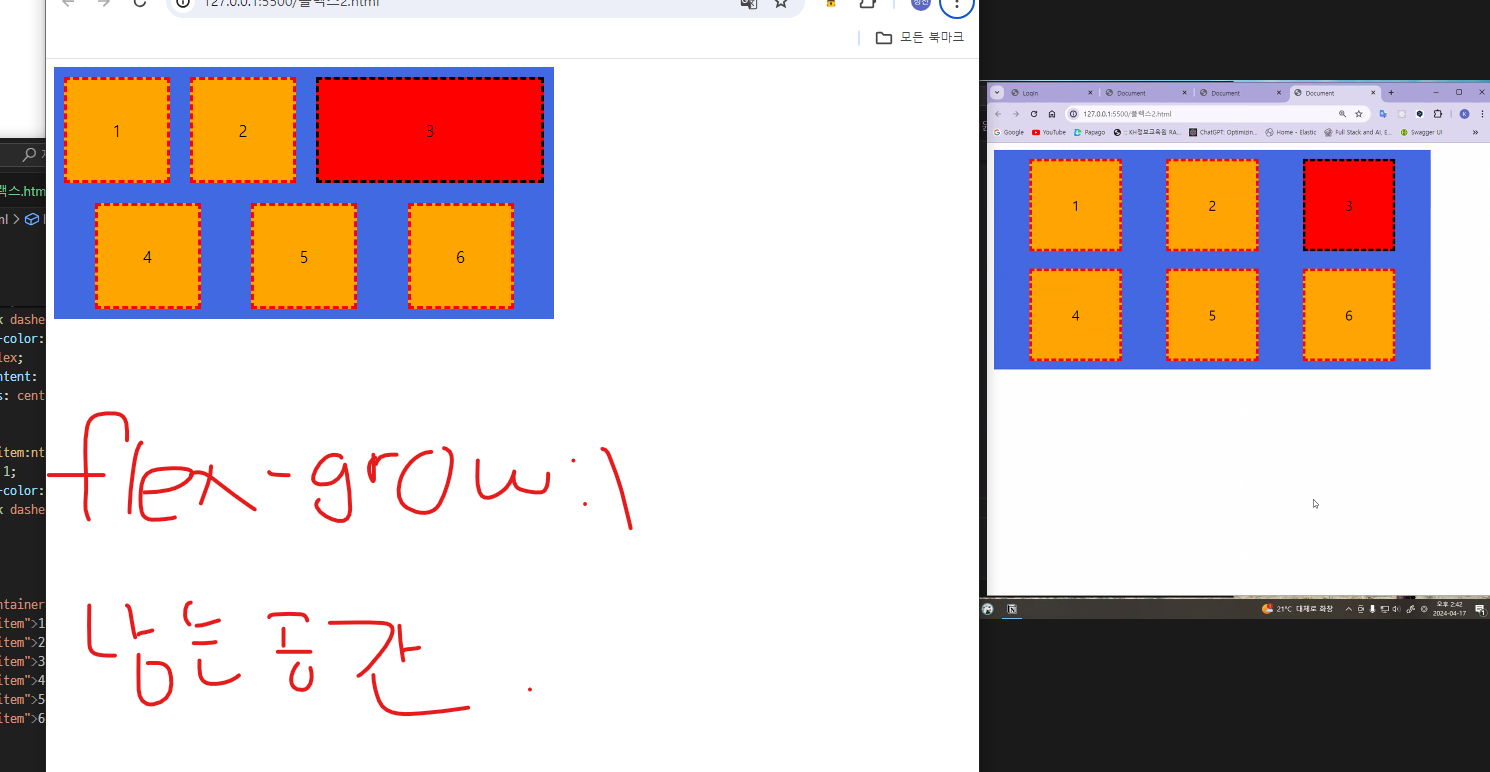 127.0.0.1:5500/플렉스2.html
모든 북마크
1
2
3
4
5
6
flex-grow:1
남는 공간
.htm
dashe
-color:
lex;
ntent:
s: cent
item:nt
1;
-color:
dashe
ntainer
item">1
item">2
item">3
item">4
item">5
item">6
Login
Document
Document
Document
127.0.0.1:5500/플렉스2.html
Google
YouTube
Papago
:: KH정보교육원 RA...
ChatGPT: Optimizin...
Home - Elastic
Full Stack and AI, E...
Swagger UI
»
1
2
3
4
5
6
21°C 대체로 화창
오후 2:42
2024-04-17